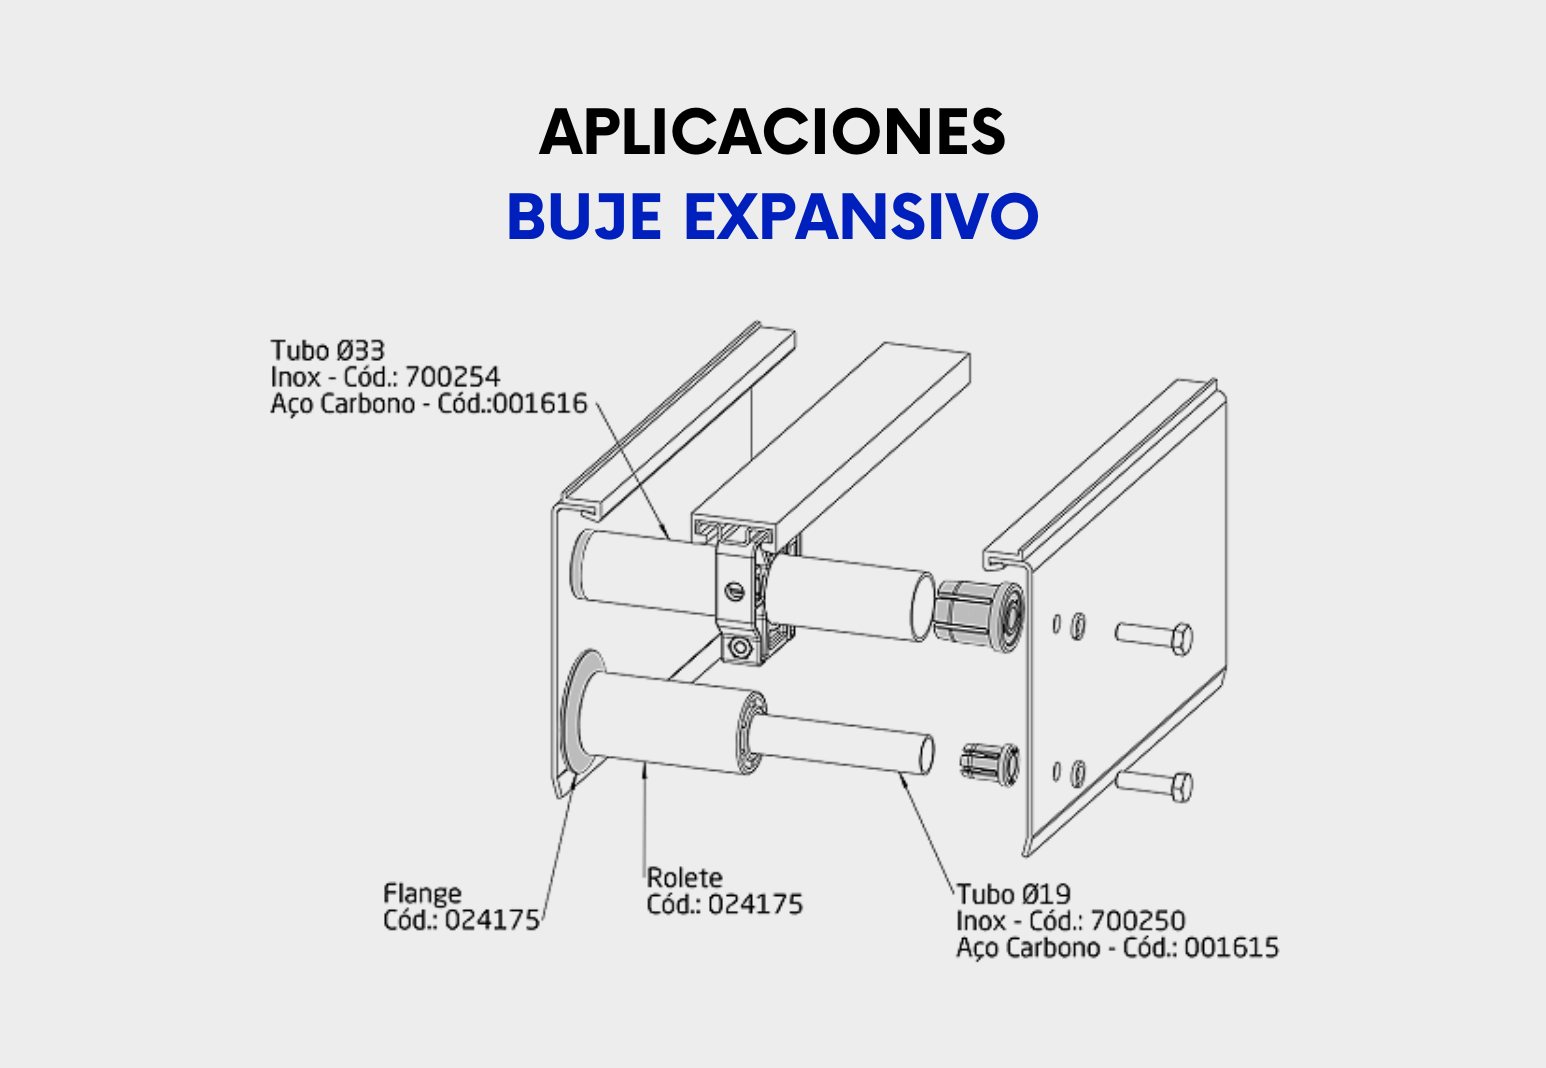 APLICACIONES
BUJE EXPANSIVO
Tubo Ø33
Inox - Cód.: 700254
Aço Carbono - Cód.:001616
Flange
Cód.: 024175
Rolete
Cód.: 024175
Tubo Ø19
Inox - Cód.: 700250
Aço Carbono - Cód.: 001615